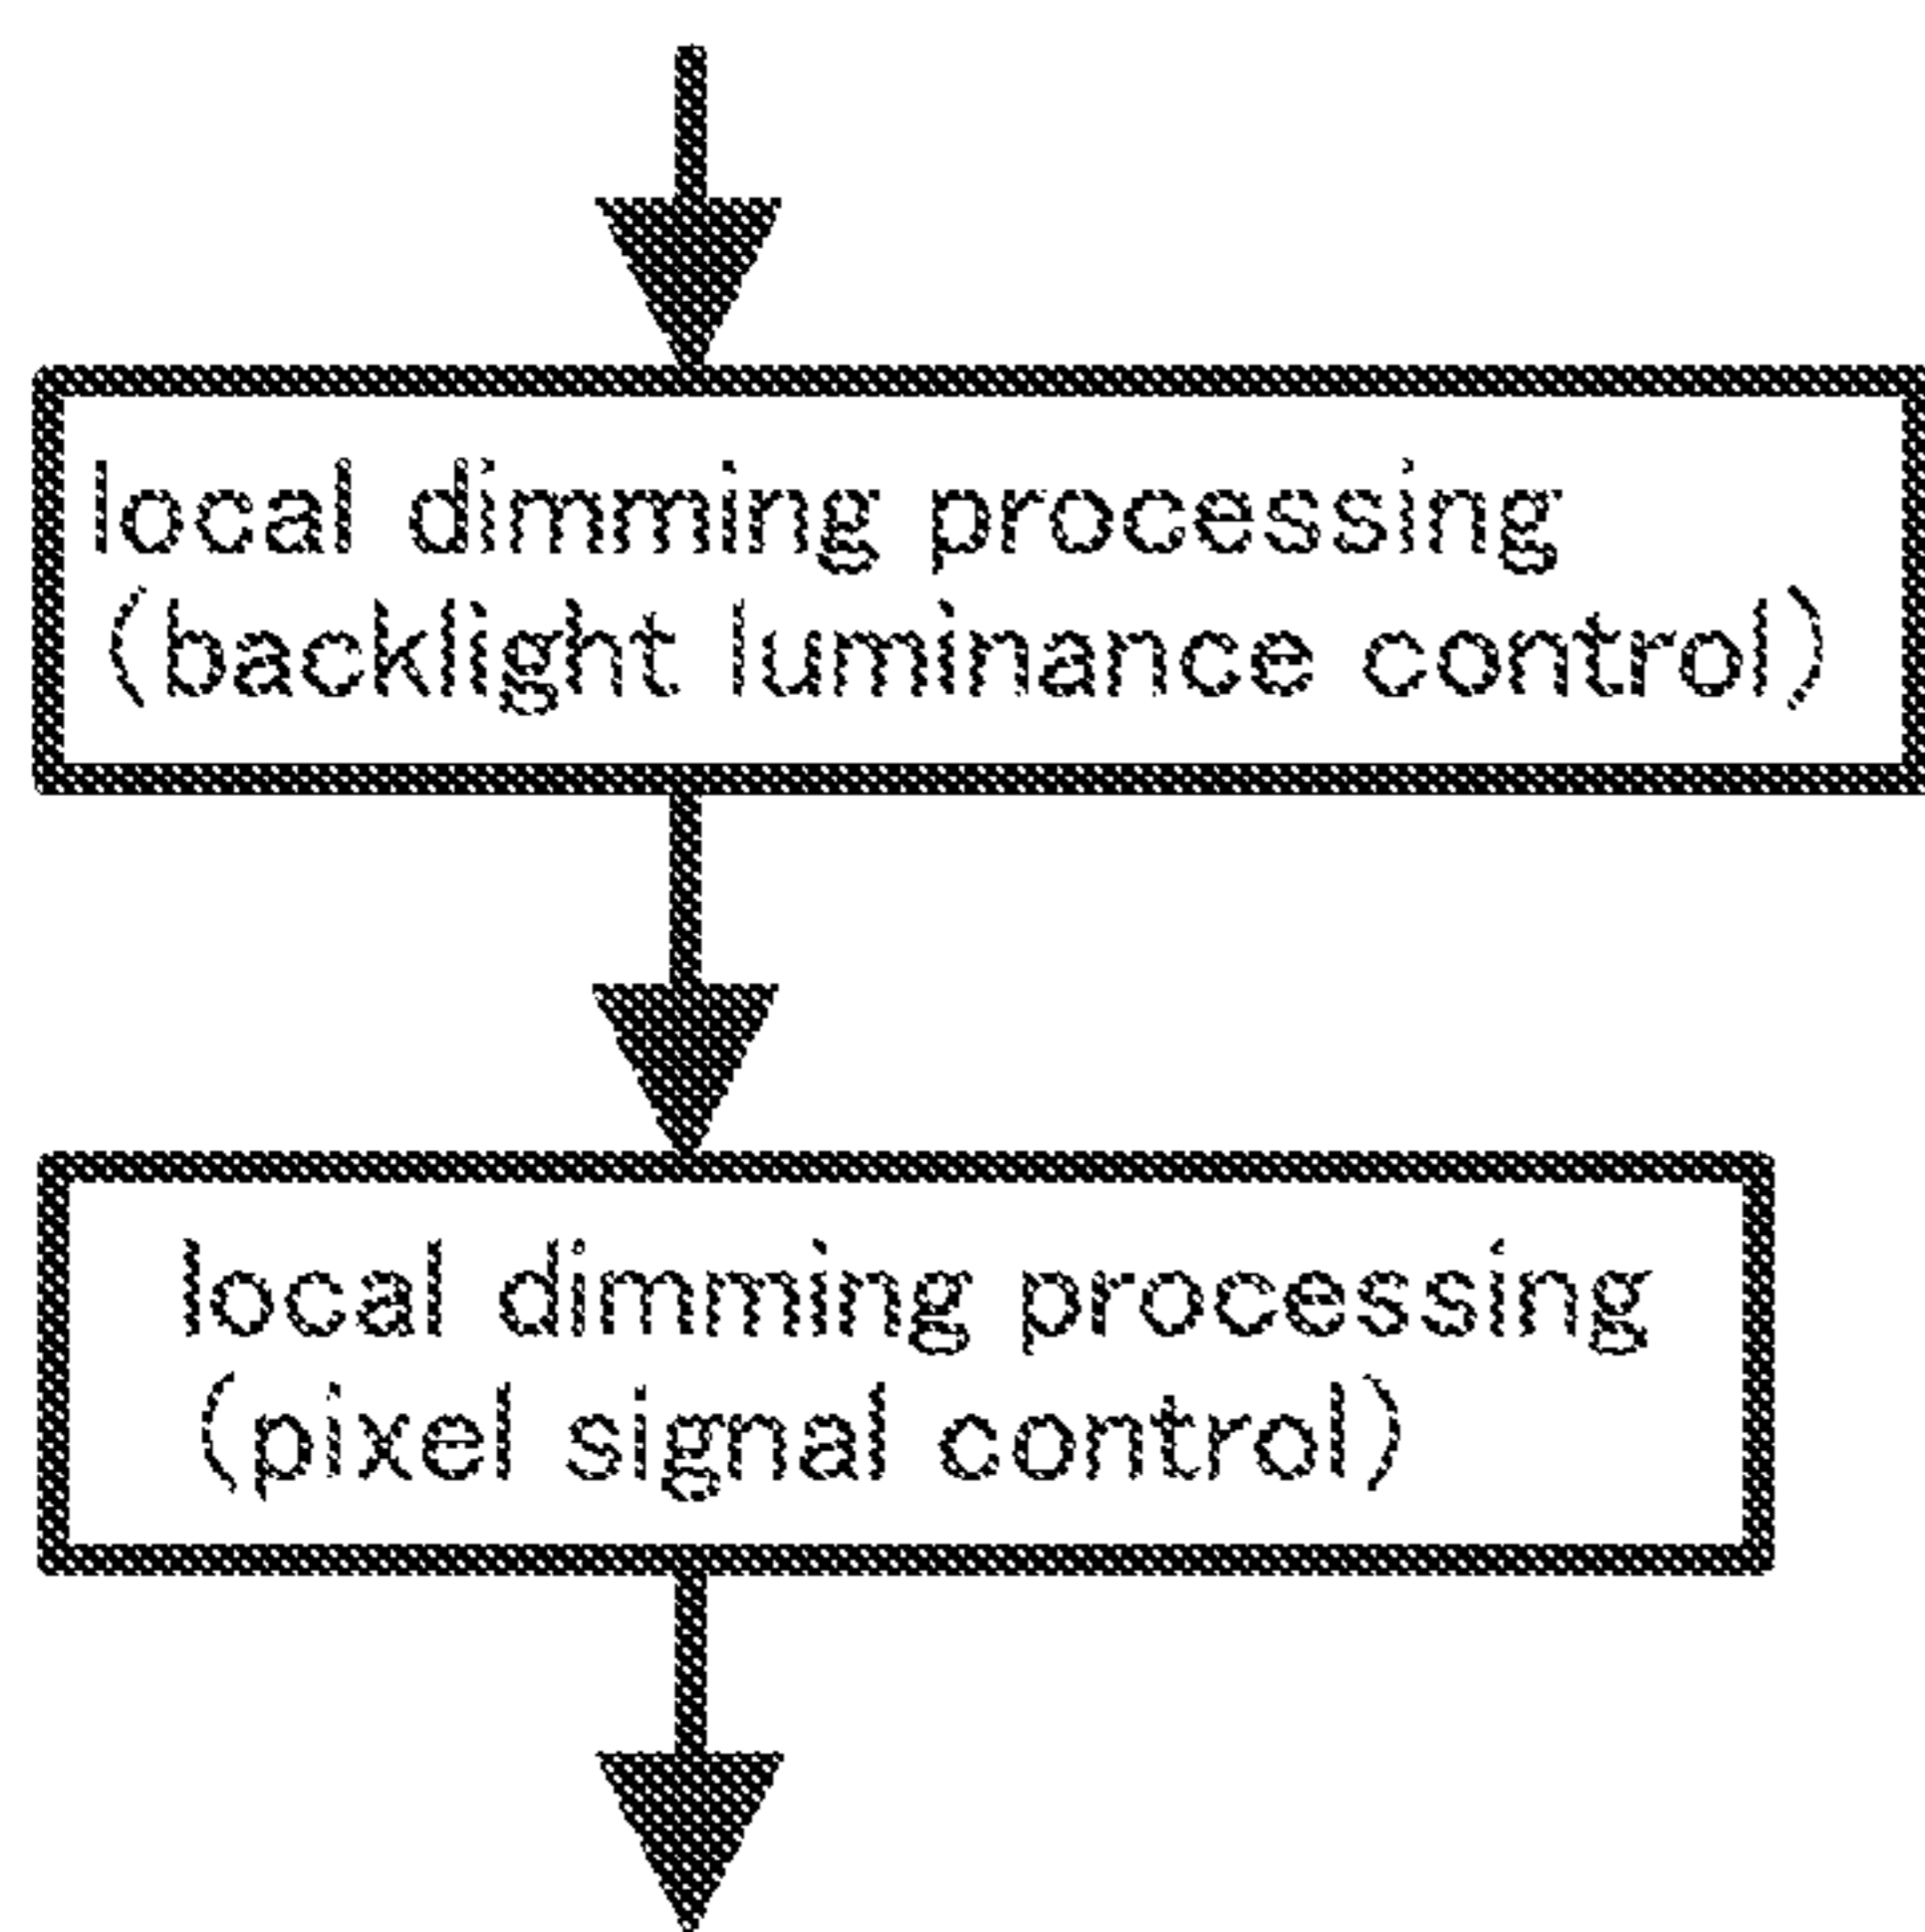 local dimming processing
(backlight luminance control)
local dimming processing
(pixel signal control)